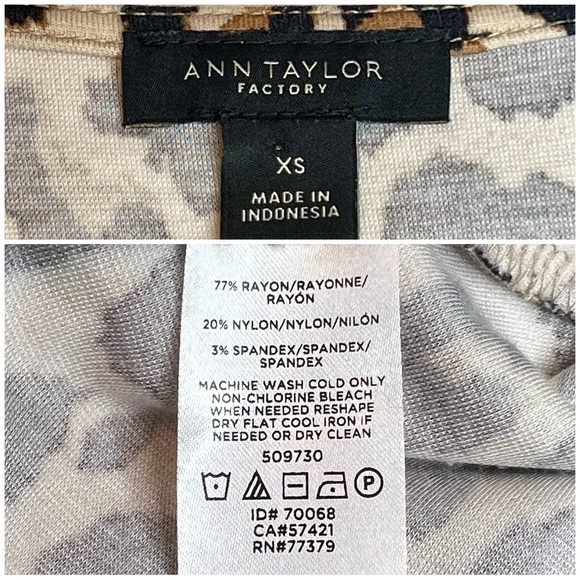 ANN TAYLOR
FACTORY
XS
MADE IN
INDONESIA
77% RAYON/RAYONNE/
RAYÓN
20% NYLON/NYLON/NILÓN
3% SPANDEX/SPANDEX/
SPANDEX
MACHINE WASH COLD ONLY
NON-CHLORINE BLEACH
WHEN NEEDED RESHAPE
DRY FLAT COOL IRON IF
NEEDED OR DRY CLEAN
509730
P
ID# 70068
CA#57421
RN#77379